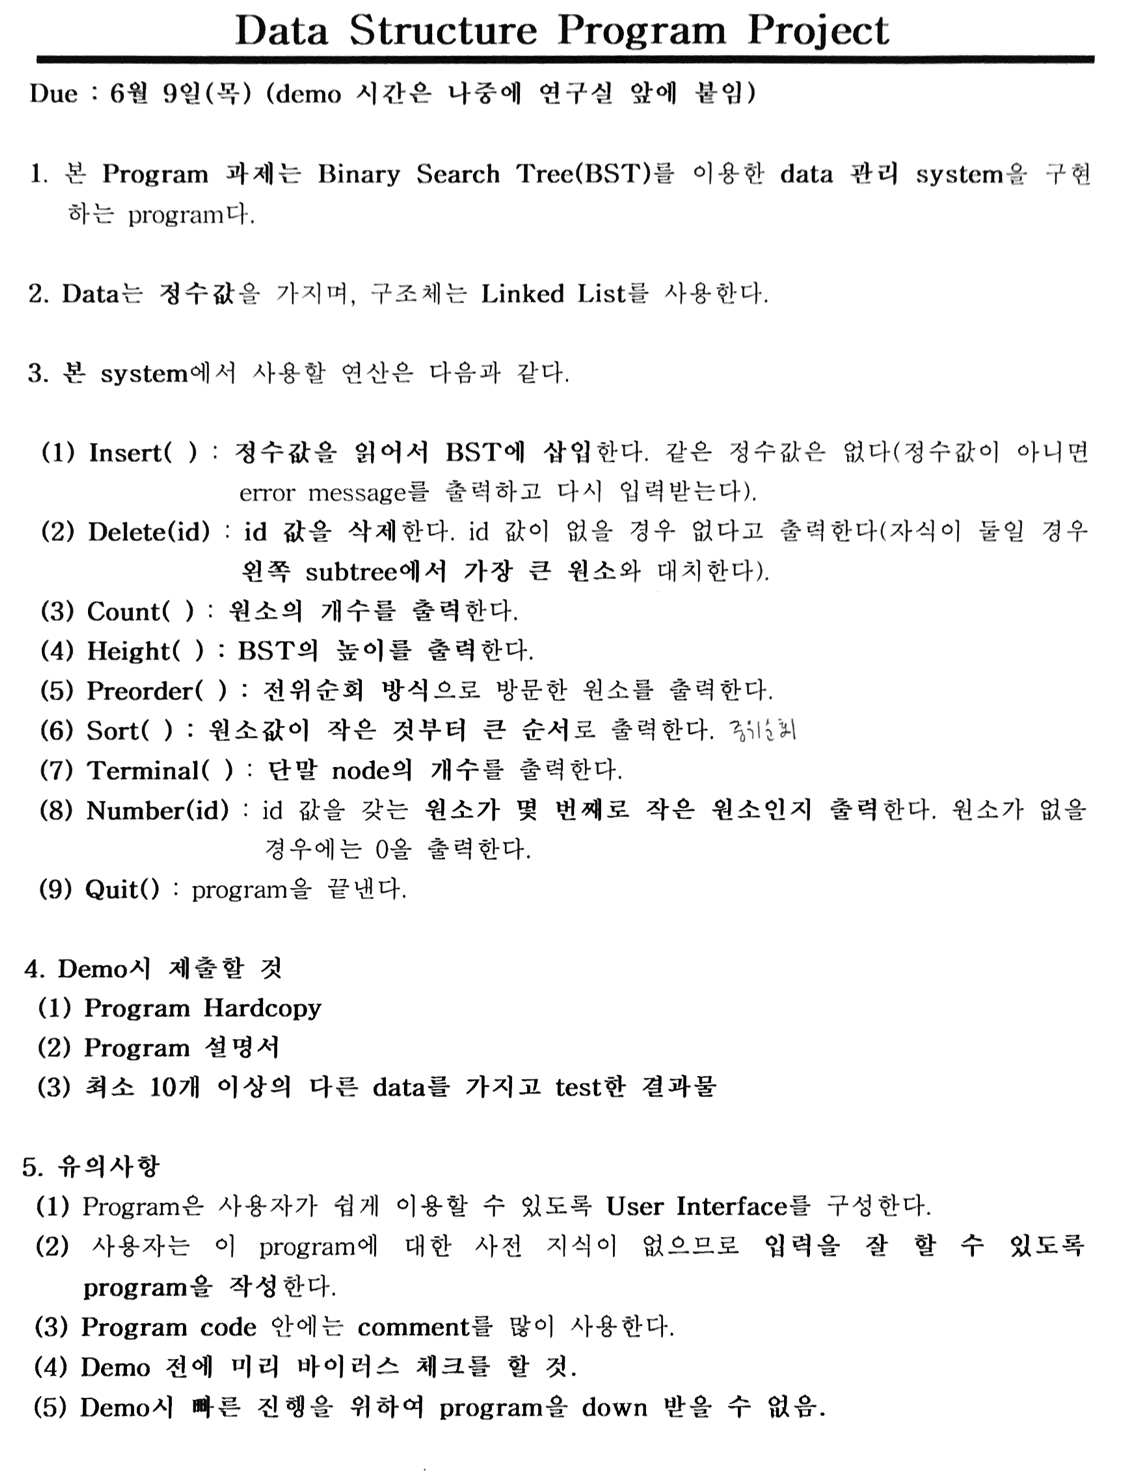 Data Structure Program Project
Due : 6월 9일(목) (demo 시간은 나중에 연구실 앞에 붙임)
1. 본 Program 과제는 Binary Search Tree(BST)를 이용한 data 관리 system을 구현
하는 program다.
2. Data는 정수값을 가지며, 구조체는 Linked List를 사용한다.
3. 본 system에서 사용할 연산은 다음과 같다.
(1) Insert( ) : 정수값을 읽어서 BST에 삽입한다. 같은 정수값은 없다(정수값이 아니면
error message를 출력하고 다시 입력받는다).
(2) Delete(id) : id 값을 삭제한다. id 값이 없을 경우 없다고 출력한다(자식이 둘일 경우
왼쪽 subtree에서 가장 큰 원소와 대치한다).
(3) Count( ) : 원소의 개수를 출력한다.
(4) Height( ) : BST의 높이를 출력한다.
(5) Preorder( ) : 전위순회 방식으로 방문한 원소를 출력한다.
(6) Sort( ) : 원소값이 작은 것부터 큰 순서로 출력한다. 중위순회
(7) Terminal( ) : 단말 node의 개수를 출력한다.
(8) Number(id) : id 값을 갖는 원소가 몇 번째로 작은 원소인지 출력한다. 원소가 없을
경우에는 0을 출력한다.
(9) Quit() : program을 끝낸다.
4. Demo시 제출할 것
(1) Program Hardcopy
(2) Program 설명서
(3) 최소 10개 이상의 다른 data를 가지고 test한 결과물
5. 유의사항
(1) Program은 사용자가 쉽게 이용할 수 있도록 User Interface를 구성한다.
(2) 사용자는 이 program에 대한 사전 지식이 없으므로 입력을 잘 할 수 있도록
program을 작성한다.
(3) Program code 안에는 comment를 많이 사용한다.
(4) Demo 전에 미리 바이러스 체크를 할 것.
(5) Demo시 빠른 진행을 위하여 program을 down 받을 수 없음.